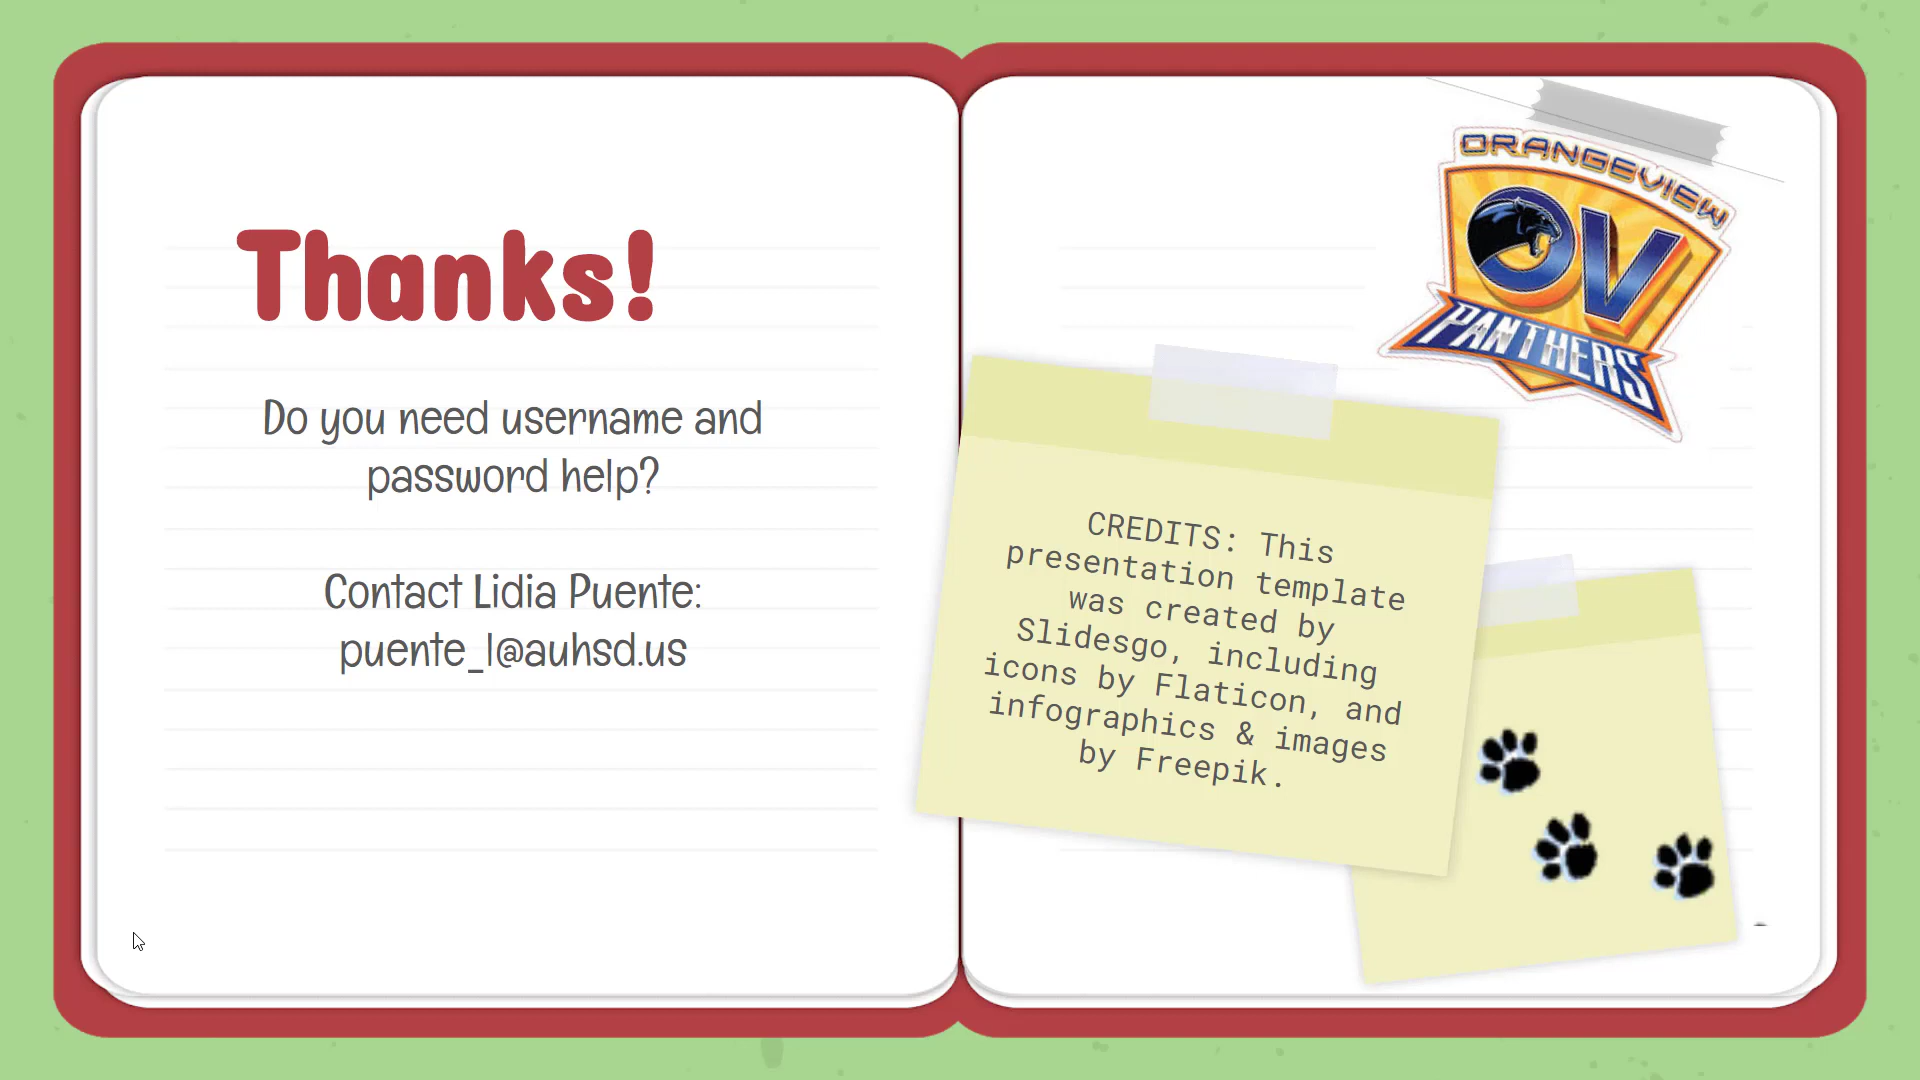 Thanks!
Do you need username and
password help?
Contact Lidia Puente:
puente_l@auhsd.us
ORANGEVIEW
OV
PANTHERS
CREDITS: This
presentation template
was created by
Slidesgo, including
icons by Flaticon, and
infographics & images
by Freepik.